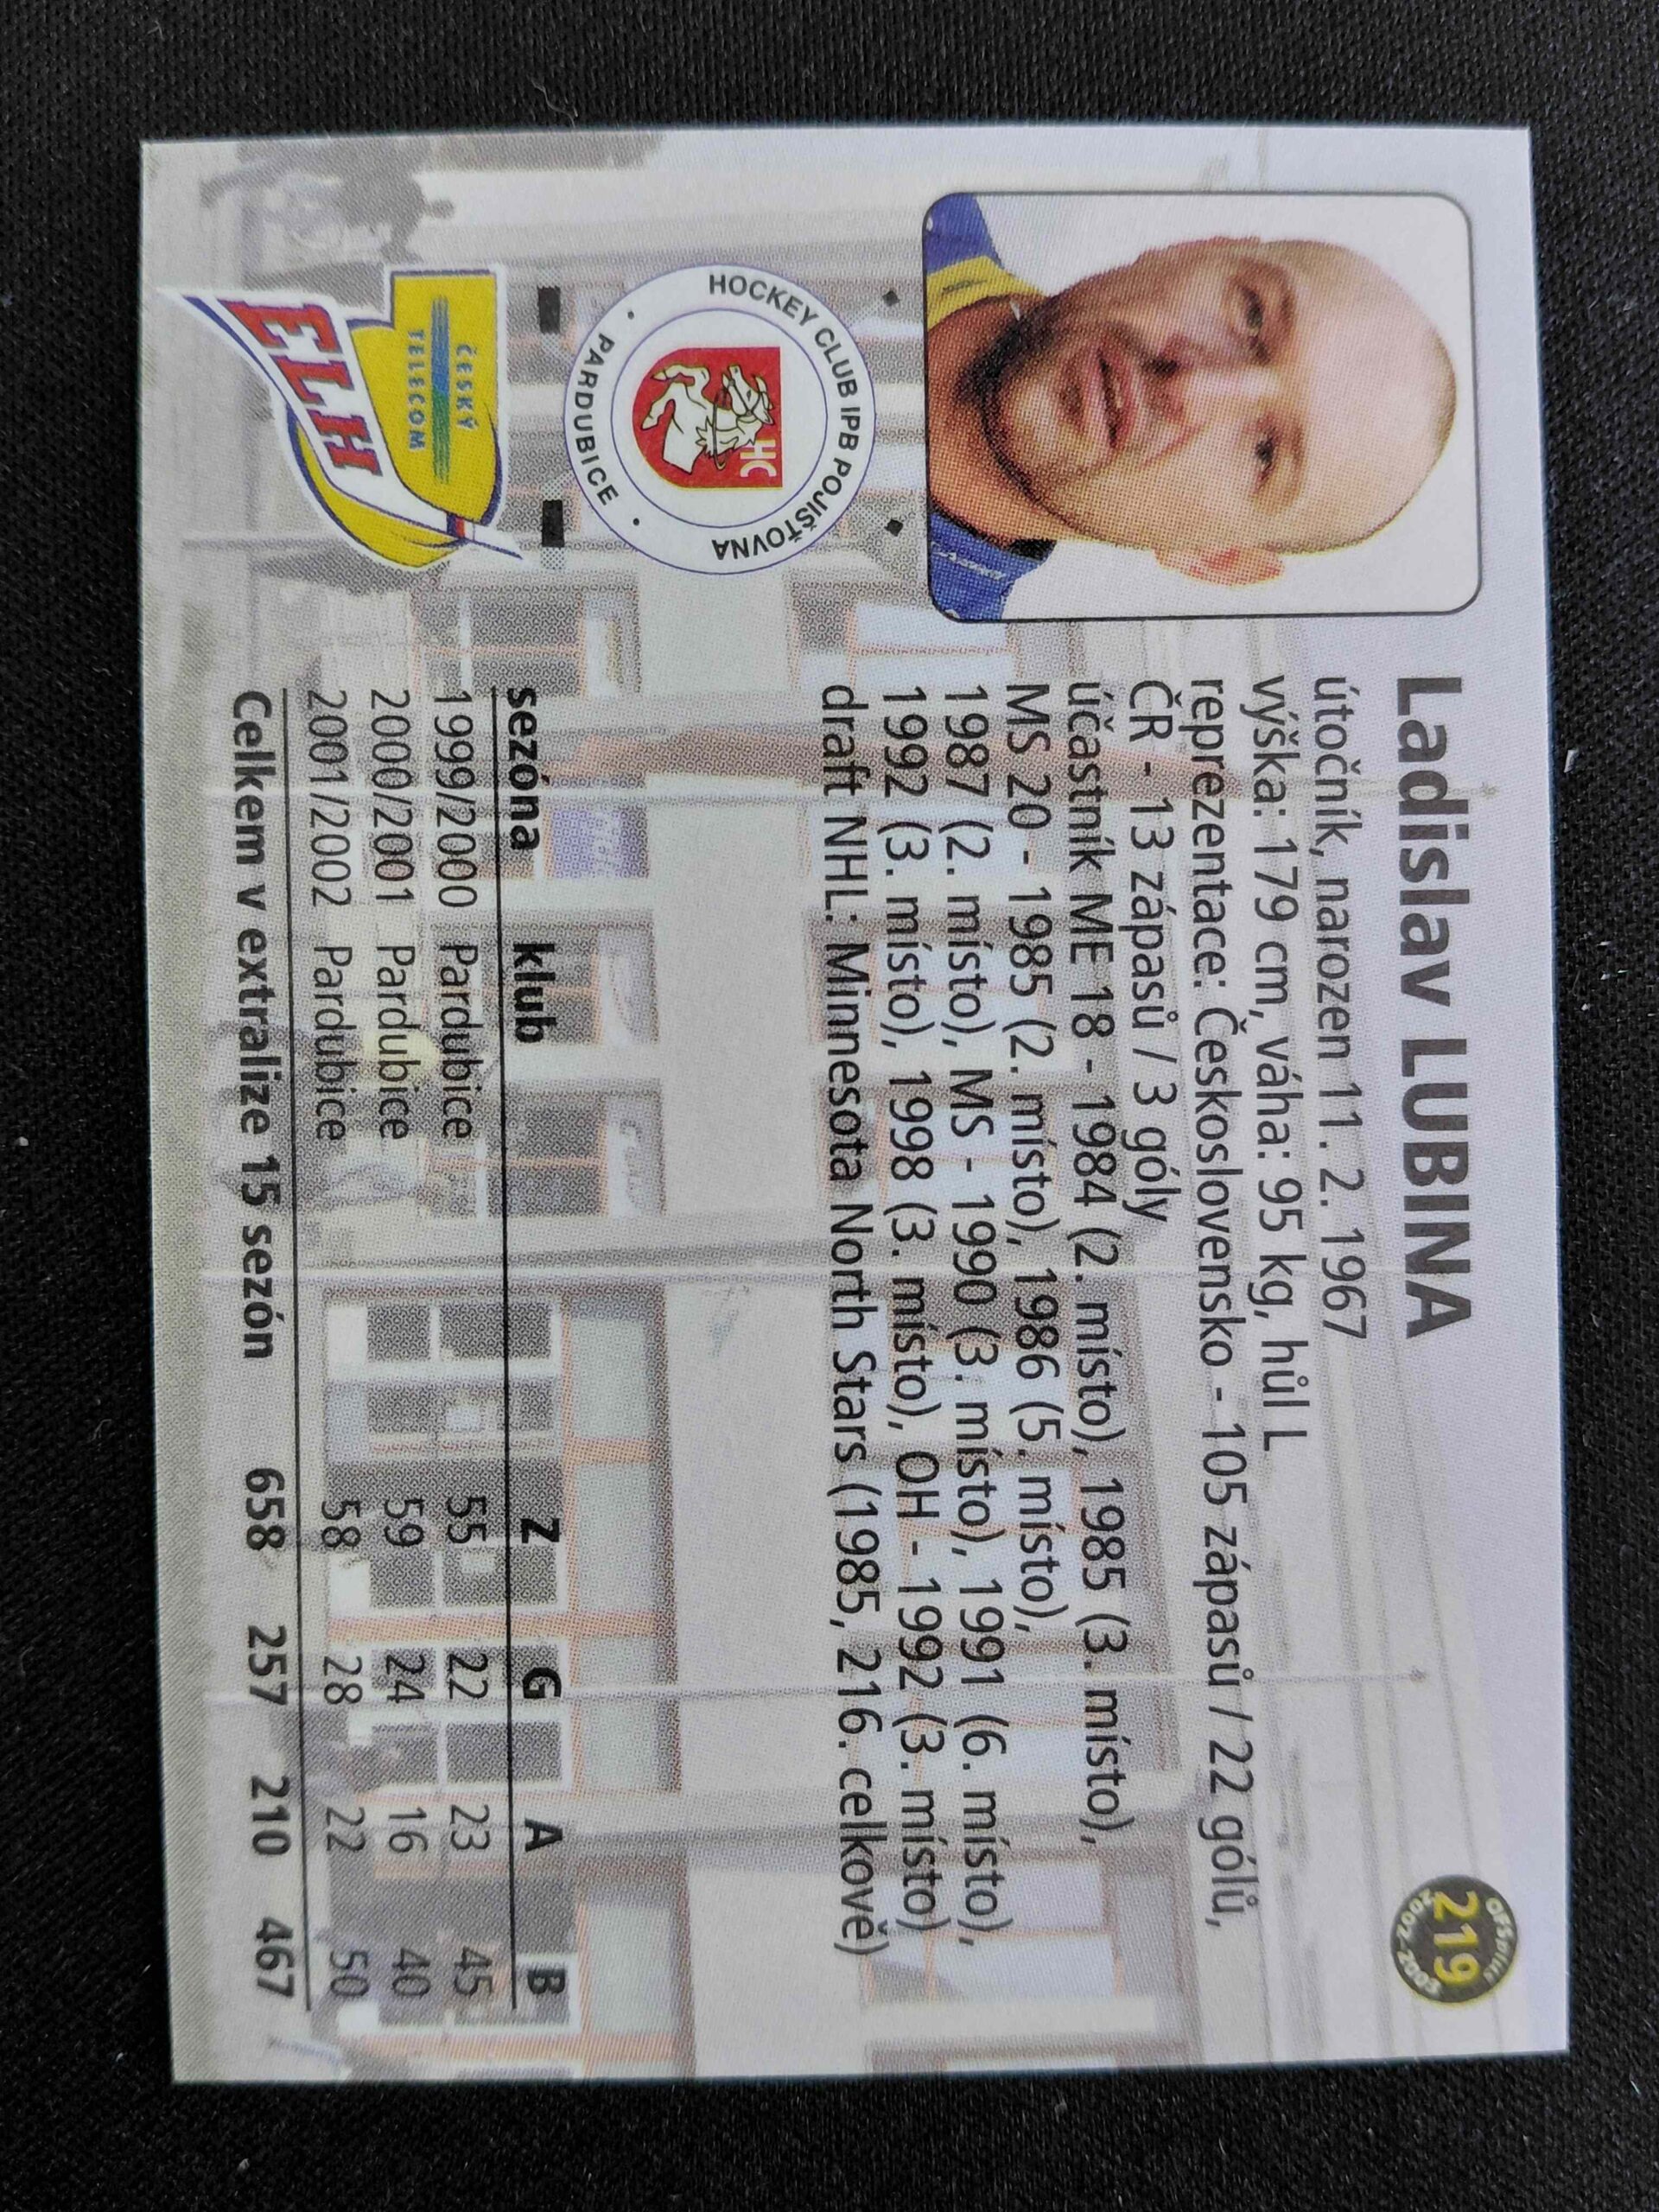 Ladislav LUBINA
219
2002-2003
útočník, narozen 11. 2. 1967
výška: 179 cm, váha: 95 kg, hůl L
reprezentace: Československo - 105 zápasů / 22 gólů,
ČR - 13 zápasů / 3 góly
účastník ME 18 - 1984 (2. místo), 1985 (3. místo),
MS 20 - 1985 (2. místo), 1986 (5. místo),
1987 (2. místo), MS - 1990 (3. místo), 1991 (6. místo),
1992 (3. místo), 1998 (3. místo), OH - 1992 (3. místo)
draft NHL: Minnesota North Stars (1985, 216. celkově)
HOCKEY CLUB IPB POJIŠŤOVNA
• PARDUBICE •
HC
ČESKÝ
TELECOM
ELH
sezóna klub Z G A B
1999/2000 Pardubice 55 22 23 45
2000/2001 Pardubice 59 24 16 40
2001/2002 Pardubice 58 28 22 50
Celkem v extralize 15 sezón 658 257 210 467